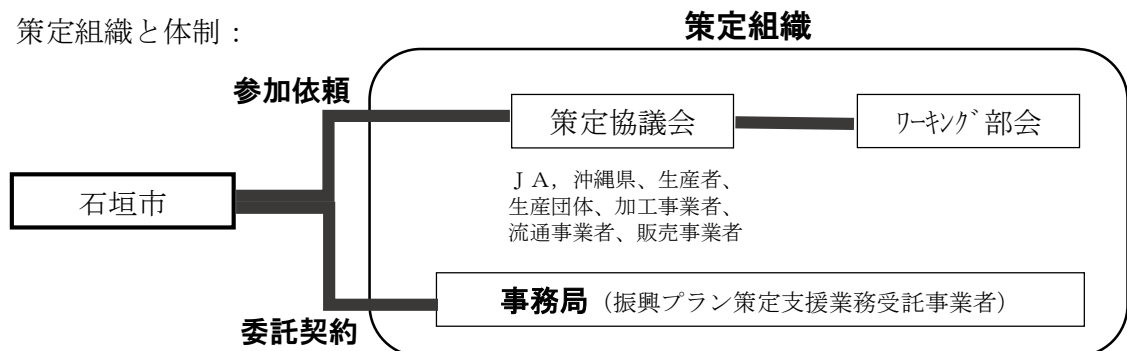 策定組織と体制：
策定組織
参加依頼
策定協議会
ﾜｰｷﾝｸﾞ部会
石垣市
ＪＡ，沖縄県、生産者、
生産団体、加工事業者、
流通事業者、販売事業者
事務局（振興プラン策定支援業務受託事業者）
委託契約